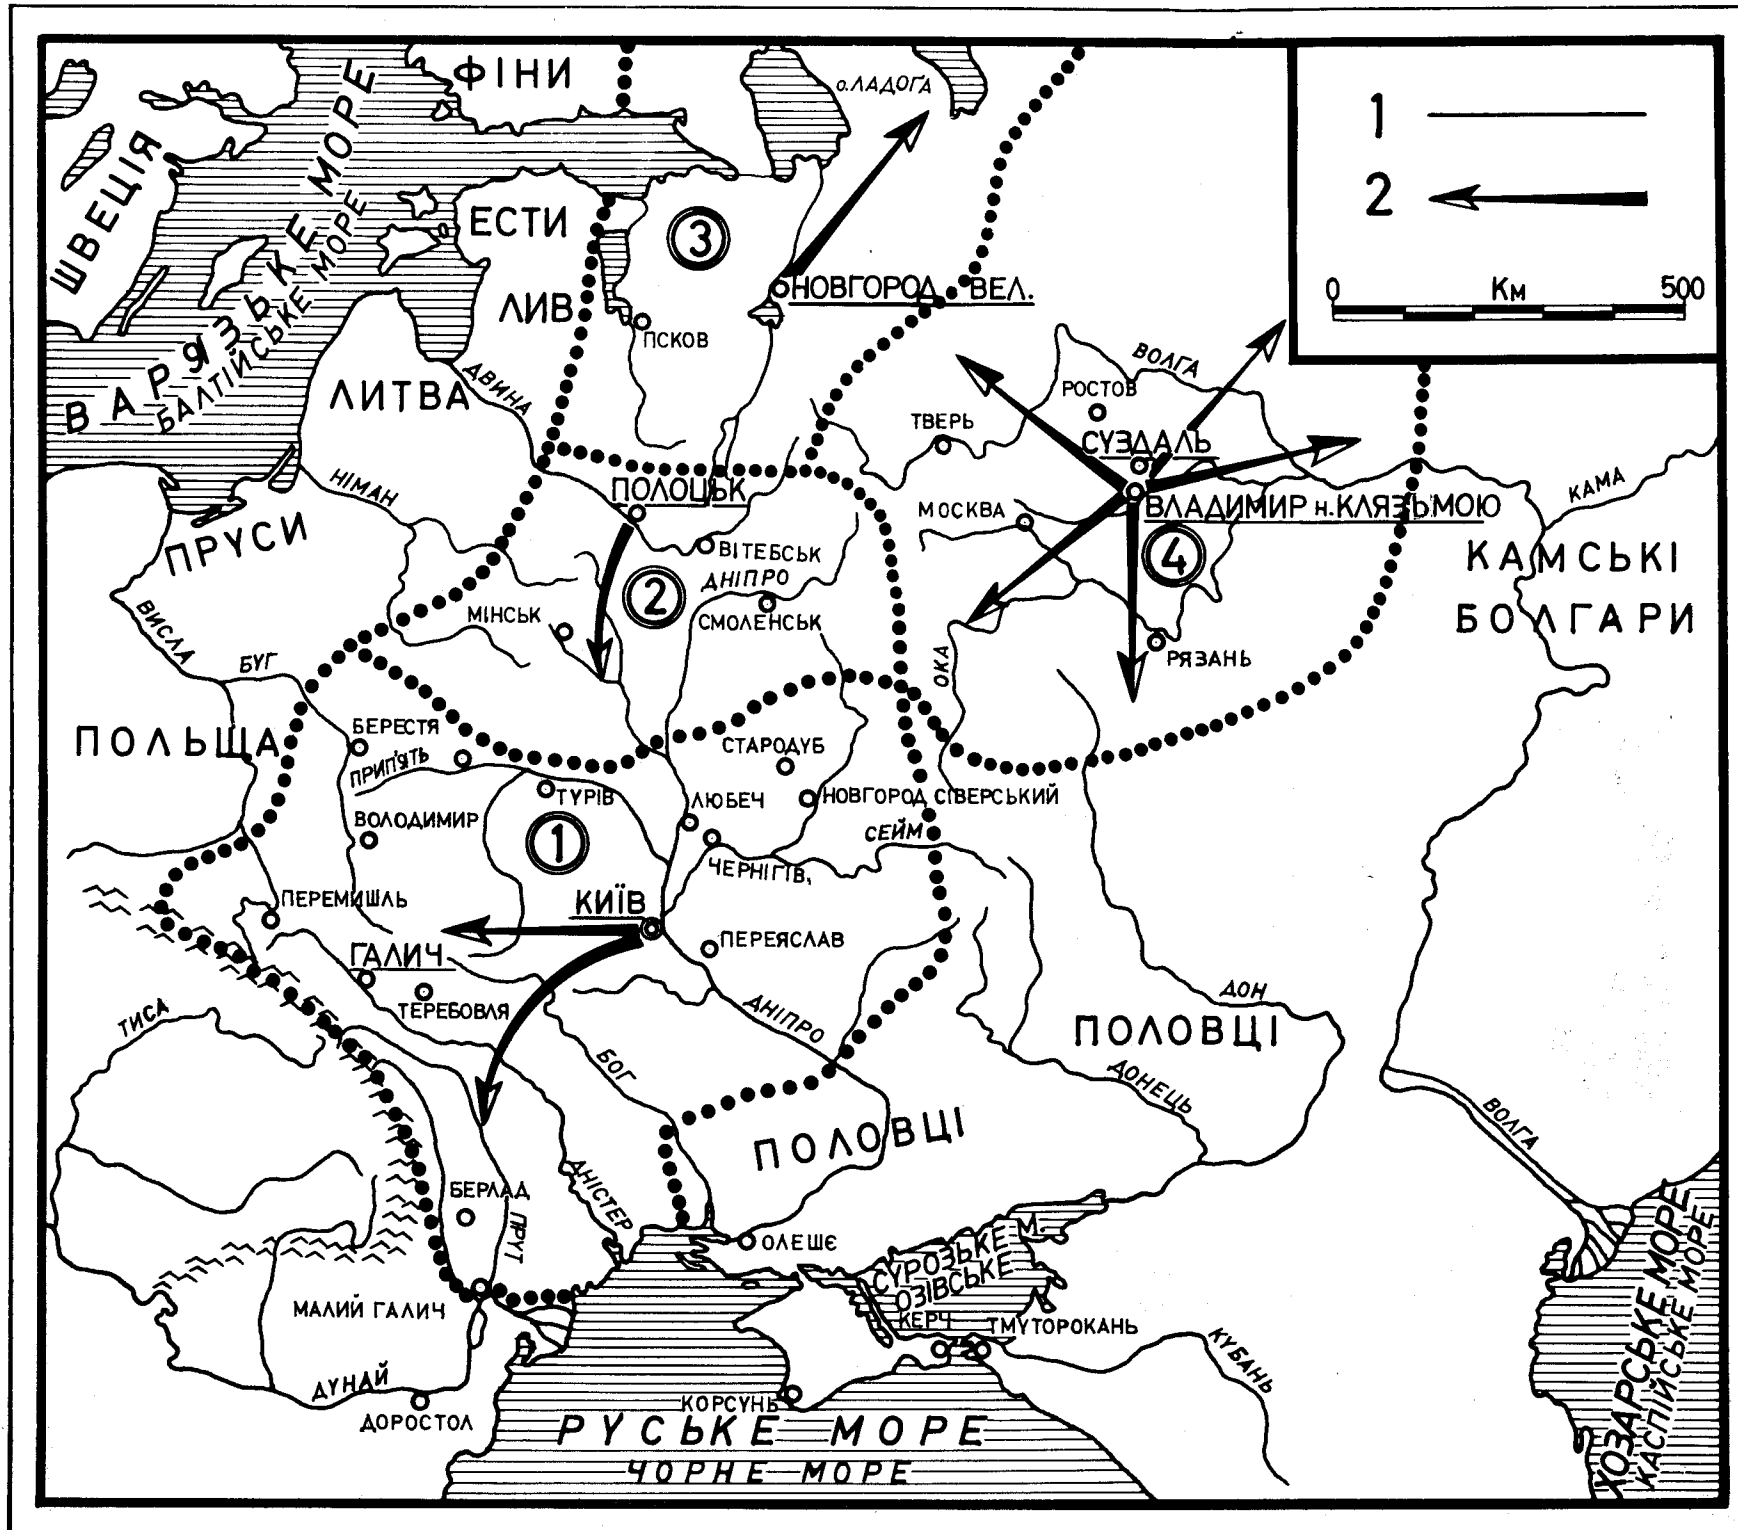 ФІНИ
о.ЛАДОГА
ШВЕЦІЯ
ВАРЯЗЬКЕ МОРЕ
БАЛТІЙСЬКЕ МОРЕ
ЕСТИ
ЛИВ
3
НОВГОРОД ВЕЛ.
ПСКОВ
1
2
0 Км 500
ЛИТВА
ДВИНА
ВОЛГА
РОСТОВ
ТВЕРЬ
СУЗДАЛЬ
НІМАН
ПОЛОЦЬК
МОСКВА
ВЛАДИМИР н. КЛЯЗЬМОЮ
КАМА
ПРУСИ
ВІТЕБСЬК
ДНІПРО
4
КАМСЬКІ
БОЛГАРИ
2
МІНСЬК
СМОЛЕНСЬК
ВИСЛА
БУГ
ОКА
РЯЗАНЬ
ПОЛЬЩА
БЕРЕСТЯ
ПРИП'ЯТЬ
СТАРОДУБ
ТУРІВ
ЛЮБЕЧ
НОВГОРОД СІВЕРСЬКИЙ
ВОЛОДИМИР
1
СЕЙМ
ЧЕРНІГІВ,
ПЕРЕМИШЛЬ
КИЇВ
ПЕРЕЯСЛАВ
ГАЛИЧ
ТЕРЕБОВЛЯ
ДНІПРО
ДОН
ТИСА
ПОЛОВЦІ
БОГ
ДОНЕЦЬ
ВОЛГА
ПОЛОВЦІ
ДНІСТЕР
БЕРЛАД
ПРУТ
ОЛЕШЄ
СУРОЗЬКЕ М.
ОЗІВСЬКЕ
МАЛИЙ ГАЛИЧ
КЕРЧ
ТМУТОРОКАНЬ
КУБАНЬ
ДУНАЙ
ДОРОСТОЛ
КОРСУНЬ
РУСЬКЕ МОРЕ
ЧОРНЕ МОРЕ
ХОЗАРСЬКЕ МОРЕ
КАСПІЙСЬКЕ МОРЕ